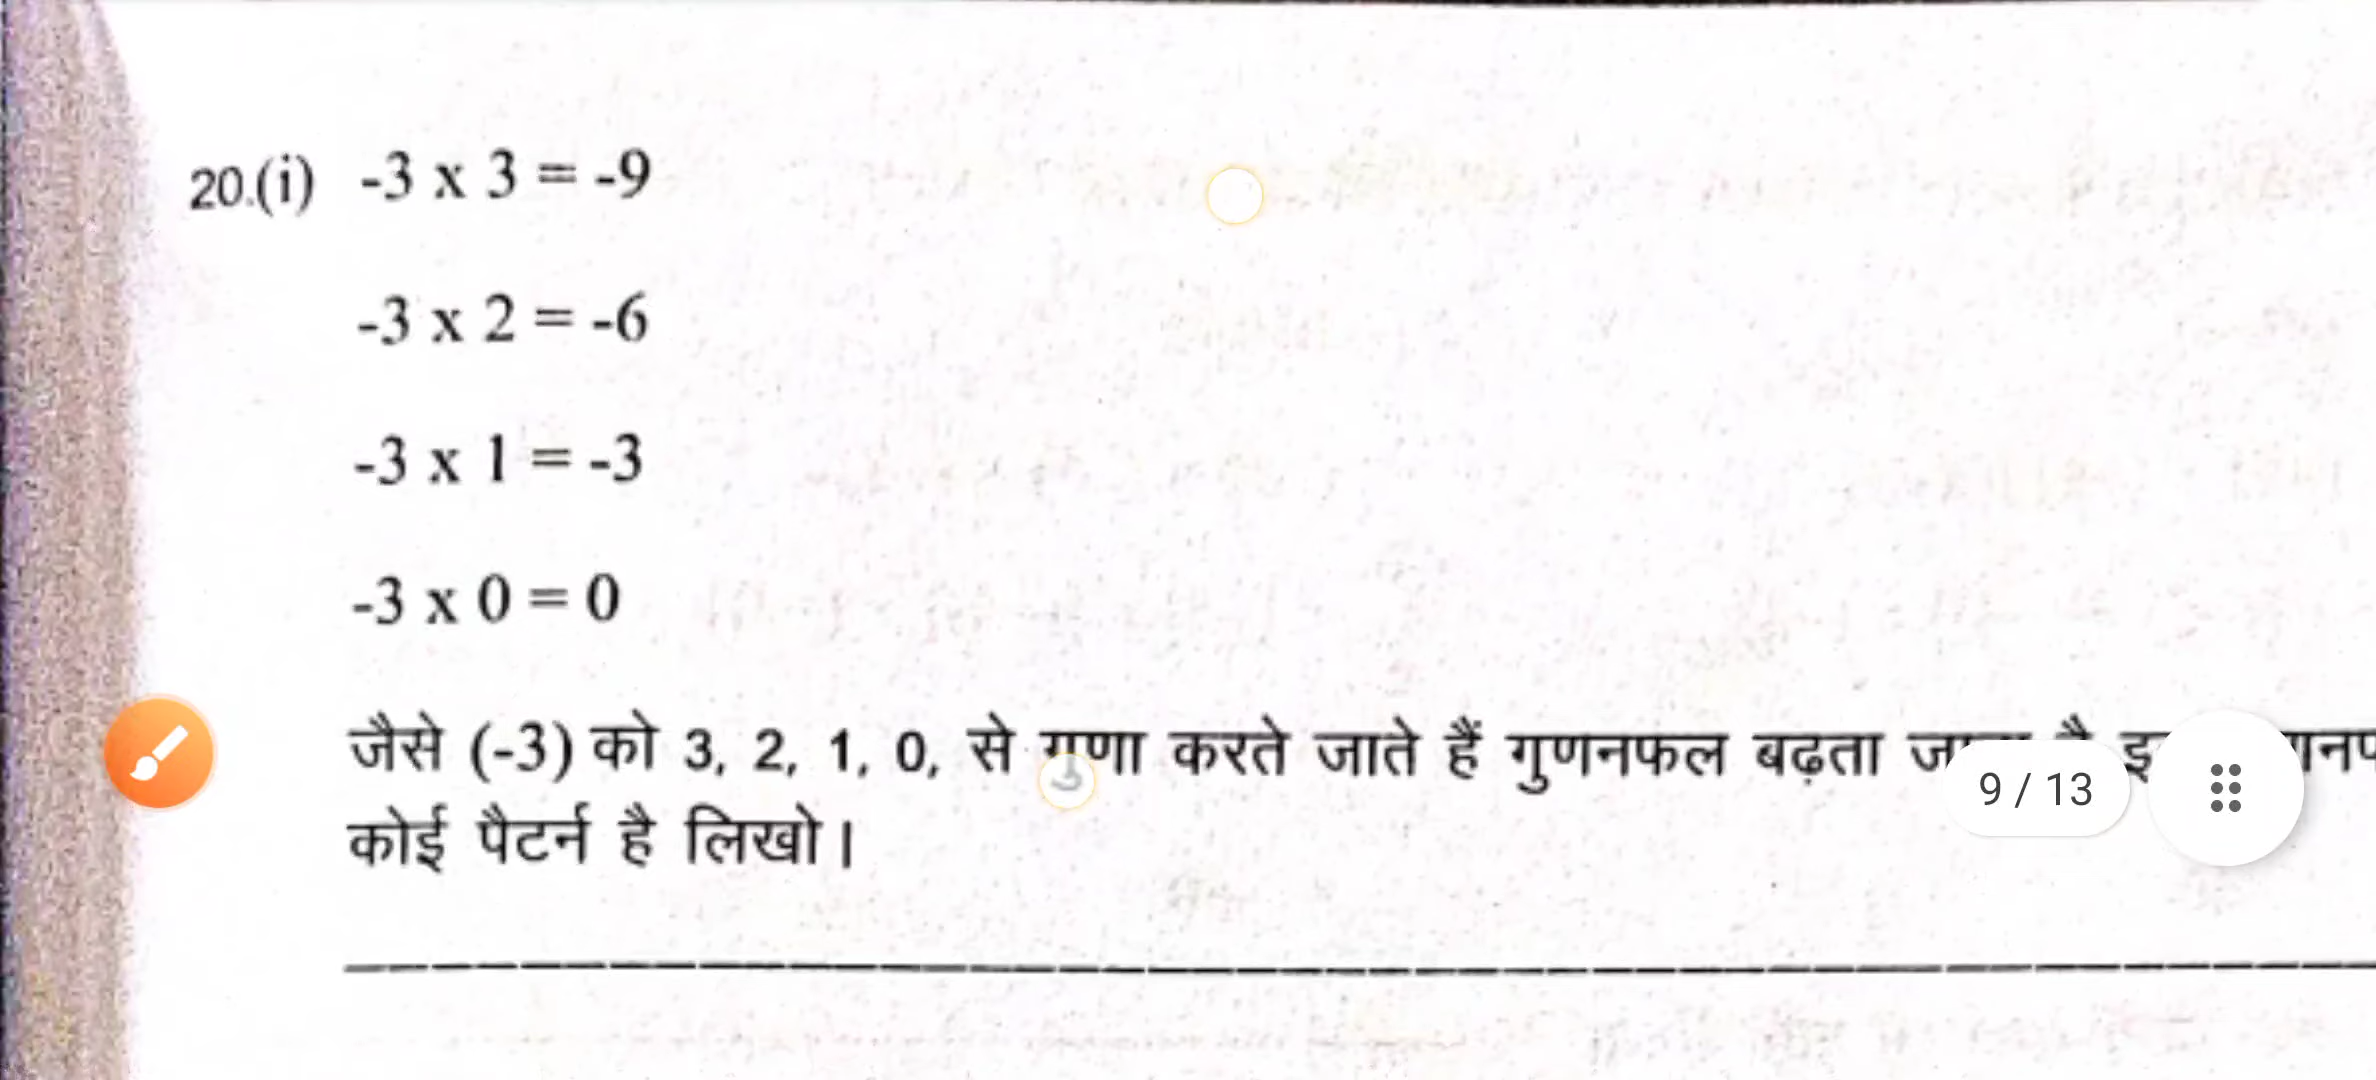 20.(i) -3 x 3 = -9
-3 x 2 = -6
-3 x 1 = -3
-3 x 0 = 0
जैसे (-3) को 3, 2, 1, 0, से गुणा करते जाते हैं गुणनफल बढ़ता
कोई पैटर्न है लिखो।
9 / 13